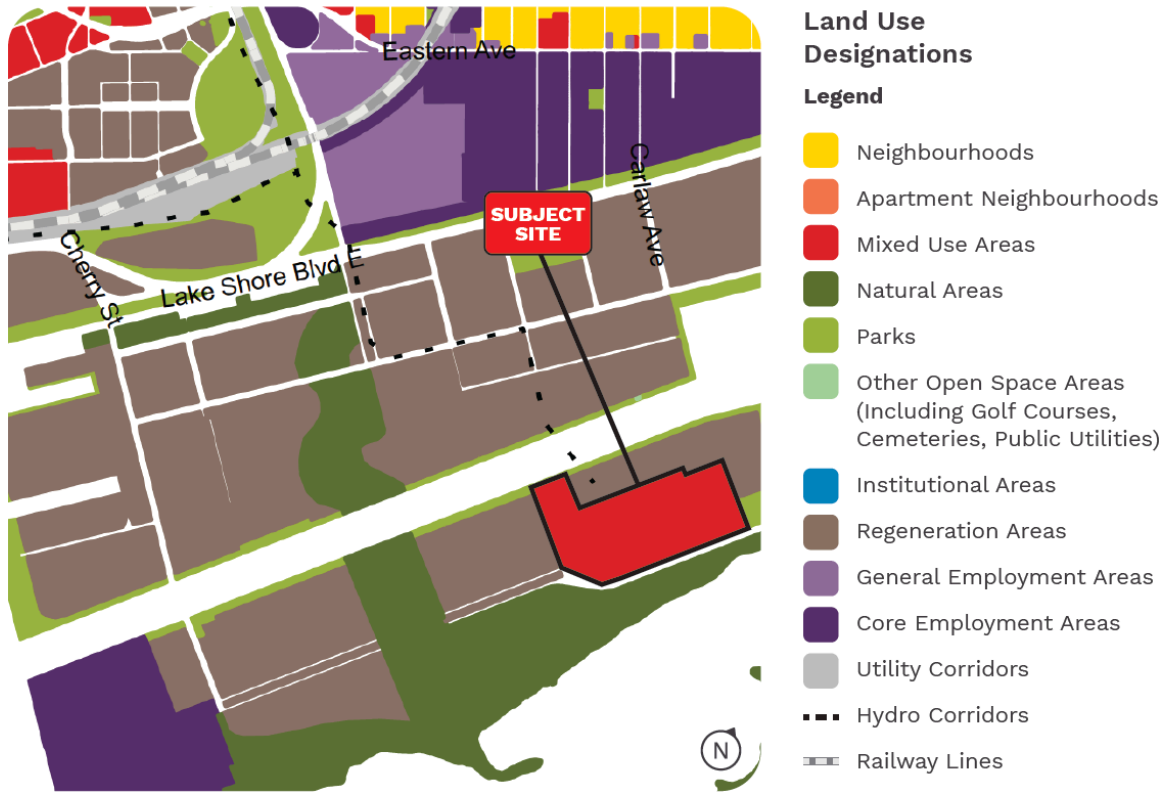 Eastern Ave
Carlaw Ave
SUBJECT
SITE
Cherry St
Lake Shore Blvd E
N
Land Use
Designations
Legend
Neighbourhoods
Apartment Neighbourhoods
Mixed Use Areas
Natural Areas
Parks
Other Open Space Areas
(Including Golf Courses,
Cemeteries, Public Utilities)
Institutional Areas
Regeneration Areas
General Employment Areas
Core Employment Areas
Utility Corridors
Hydro Corridors
Railway Lines